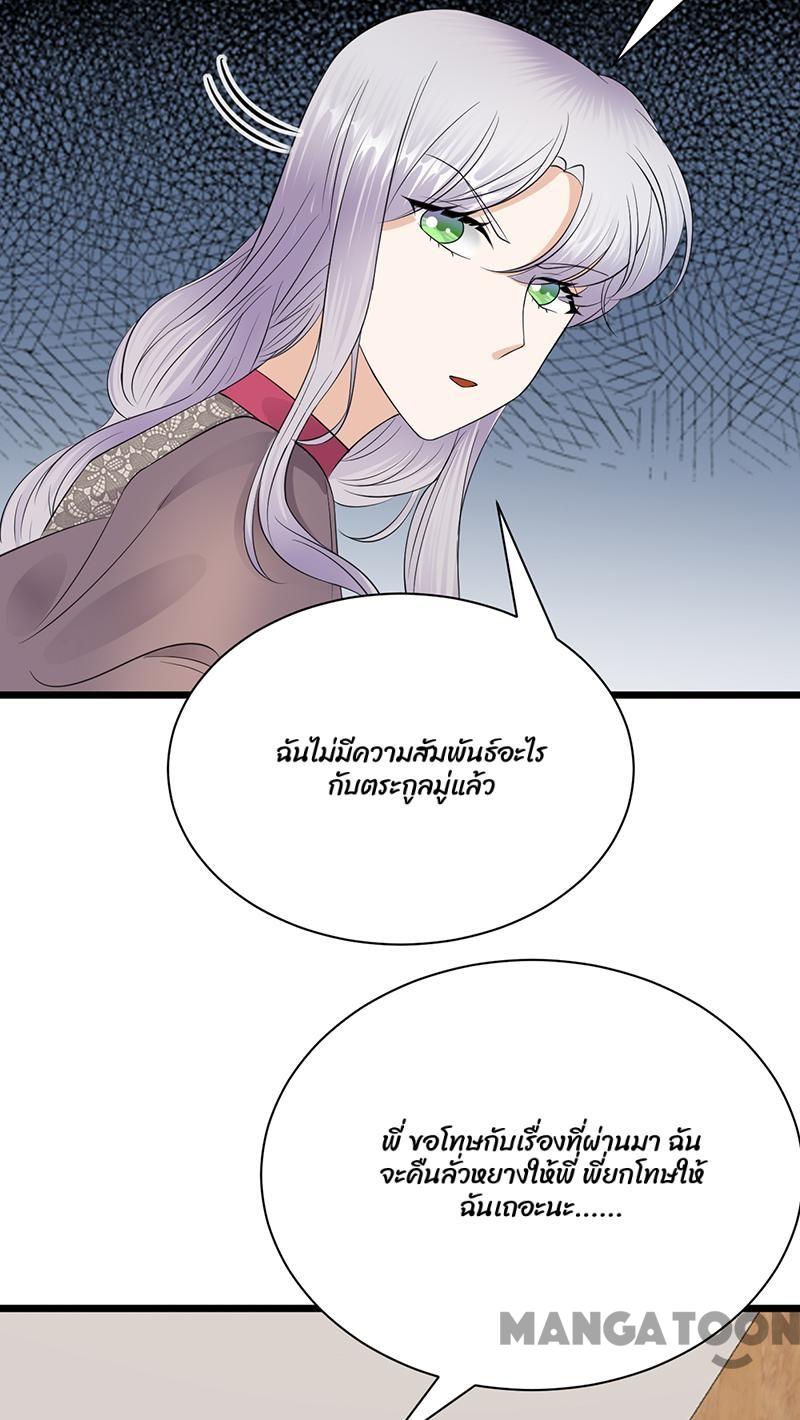 ฉันไม่มีความสัมพันธ์อะไร
กับตระกูลมู่แล้ว
พี่ ขอโทษกับเรื่องที่ผ่านมา ฉัน
จะคืนลั่วหยางให้พี่ พี่ยกโทษให้
ฉันเถอะนะ......
MANGATOON